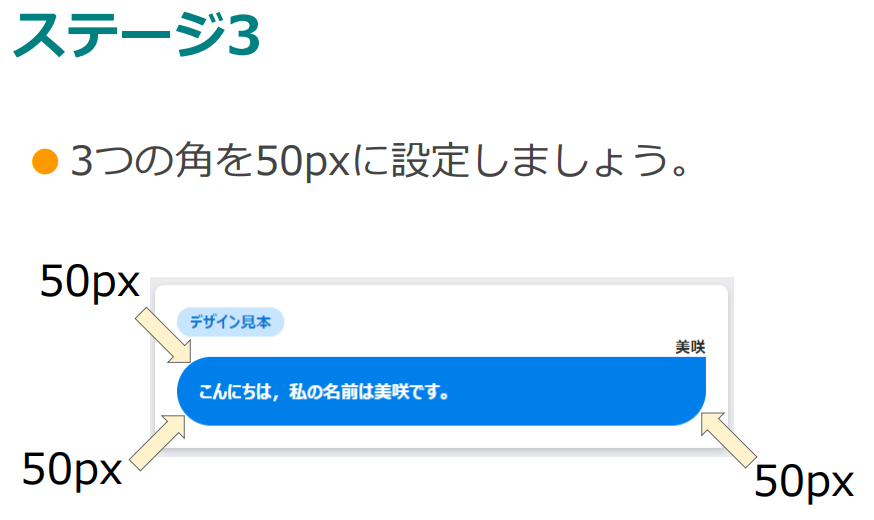 ステージ3
3つの角を50pxに設定しましょう。
50px
デザイン見本
美咲
こんにちは，私の名前は美咲です。
50px
50px